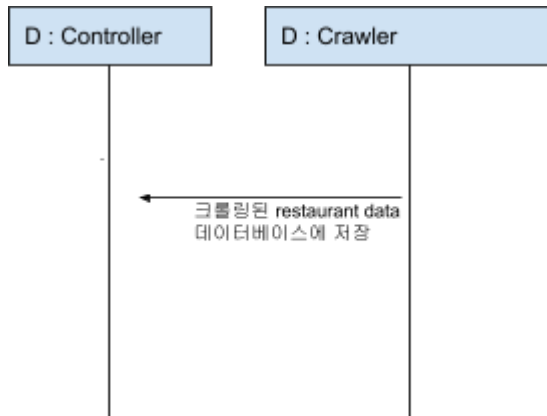 D : Controller
D : Crawler
크롤링된 restaurant data
데이터베이스에 저장